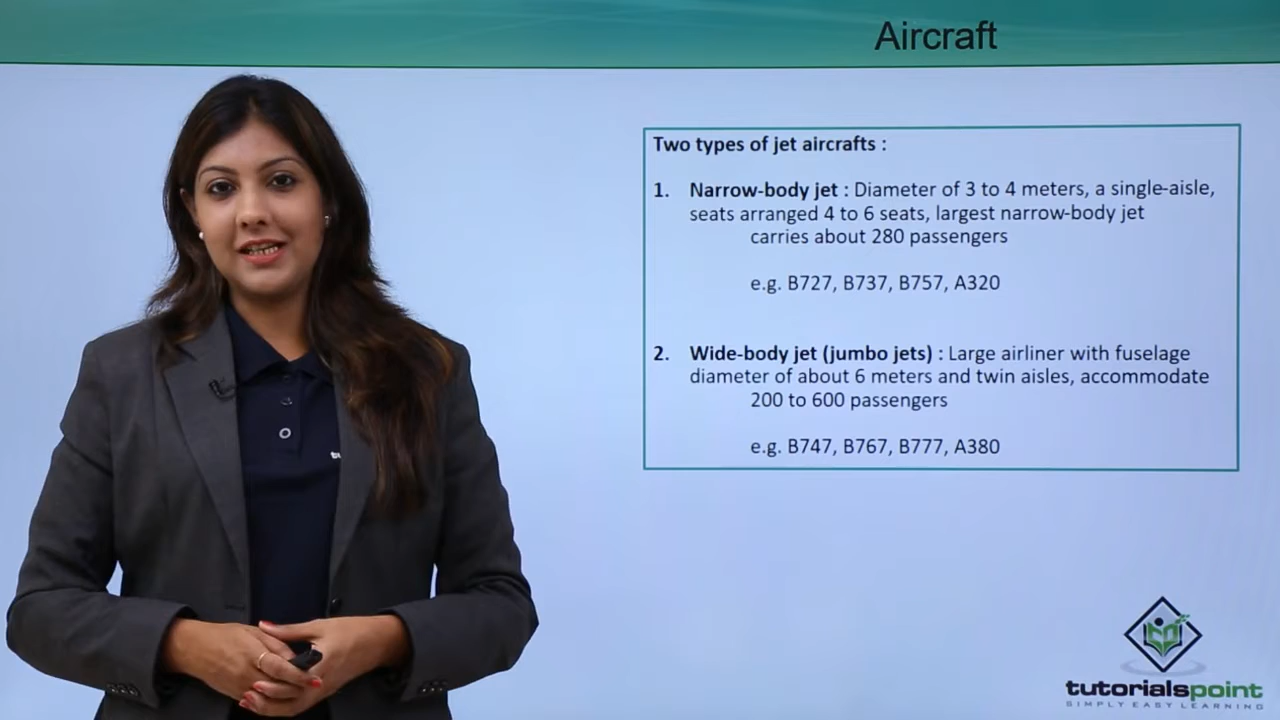 Aircraft
Two types of jet aircrafts :
1. Narrow-body jet : Diameter of 3 to 4 meters, a single-aisle,
seats arranged 4 to 6 seats, largest narrow-body jet
carries about 280 passengers
e.g. B727, B737, B757, A320
2. Wide-body jet (jumbo jets) : Large airliner with fuselage
diameter of about 6 meters and twin aisles, accommodate
200 to 600 passengers
e.g. B747, B767, B777, A380
tutorialspoint
SIMPLY EASY LEARNING